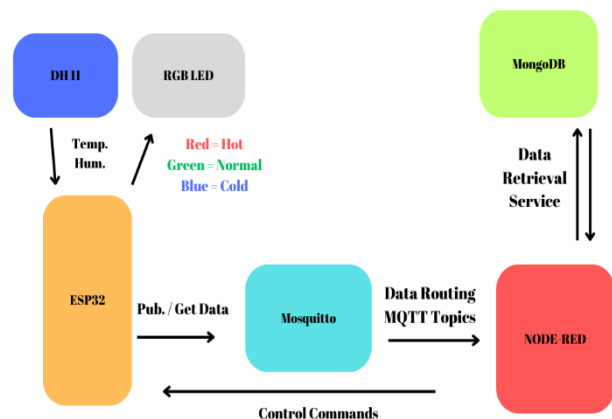 DH II
RGB LED
MongoDB
Temp.
Hum.
Red = Hot
Green = Normal
Blue = Cold
Data
Retrieval
Service
ESP32
Pub. / Get Data
Mosquitto
Data Routing
MQTT Topics
NODE-RED
Control Commands